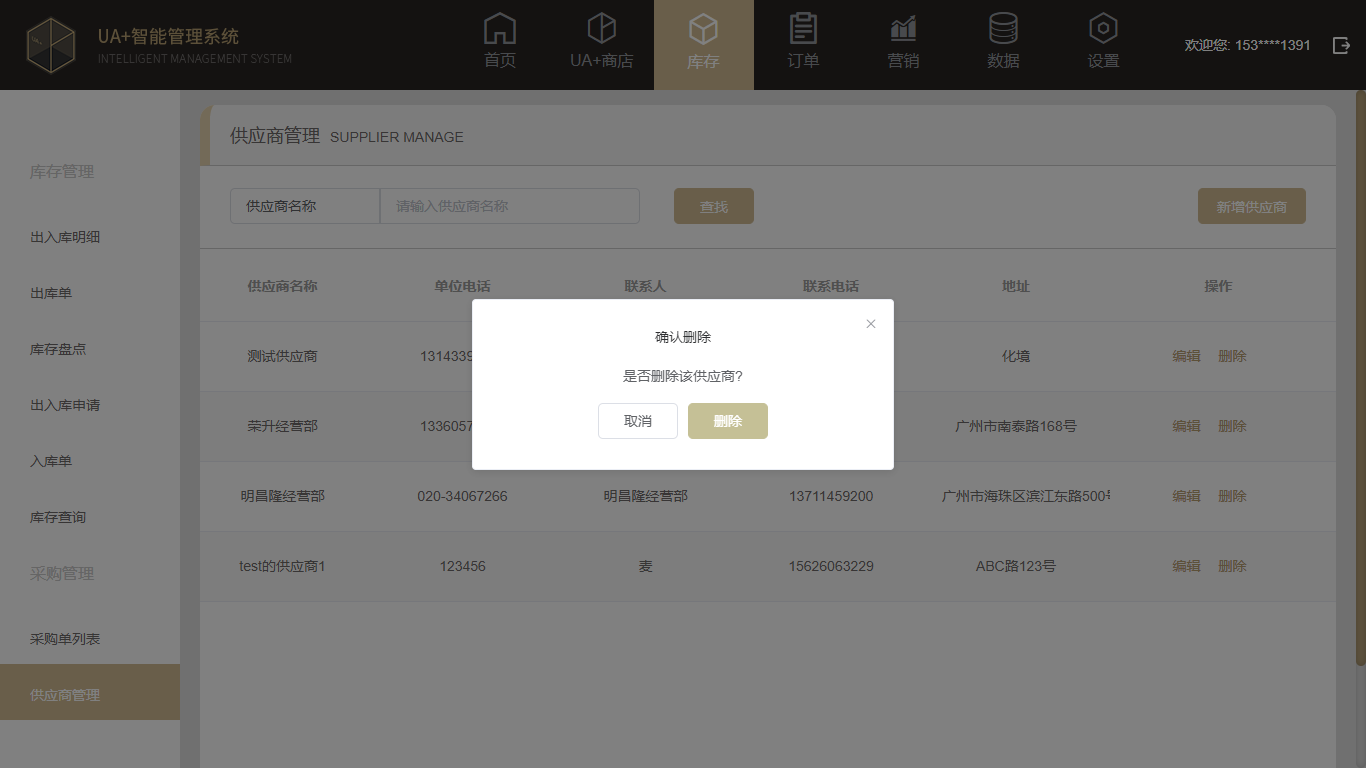 UA+智能管理系统
INTELLIGENT MANAGEMENT SYSTEM
首页
UA+商店
库存
订单
营销
数据
设置
欢迎您: 153****1391
库存管理
出入库明细
出库单
库存盘点
出入库申请
入库单
库存查询
采购管理
采购单列表
供应商管理
供应商管理 SUPPLIER MANAGE
供应商名称 请输入供应商名称 查找 新增供应商
供应商名称 单位电话 联系人 联系电话 地址 操作
测试供应商 1314339 化境 编辑 删除
荣升经营部 1336057 广州市南泰路168号 编辑 删除
明昌隆经营部 020-34067266 明昌隆经营部 13711459200 广州市海珠区滨江东路500 编辑 删除
test的供应商1 123456 麦 15626063229 ABC路123号 编辑 删除
确认删除
是否删除该供应商?
取消 删除